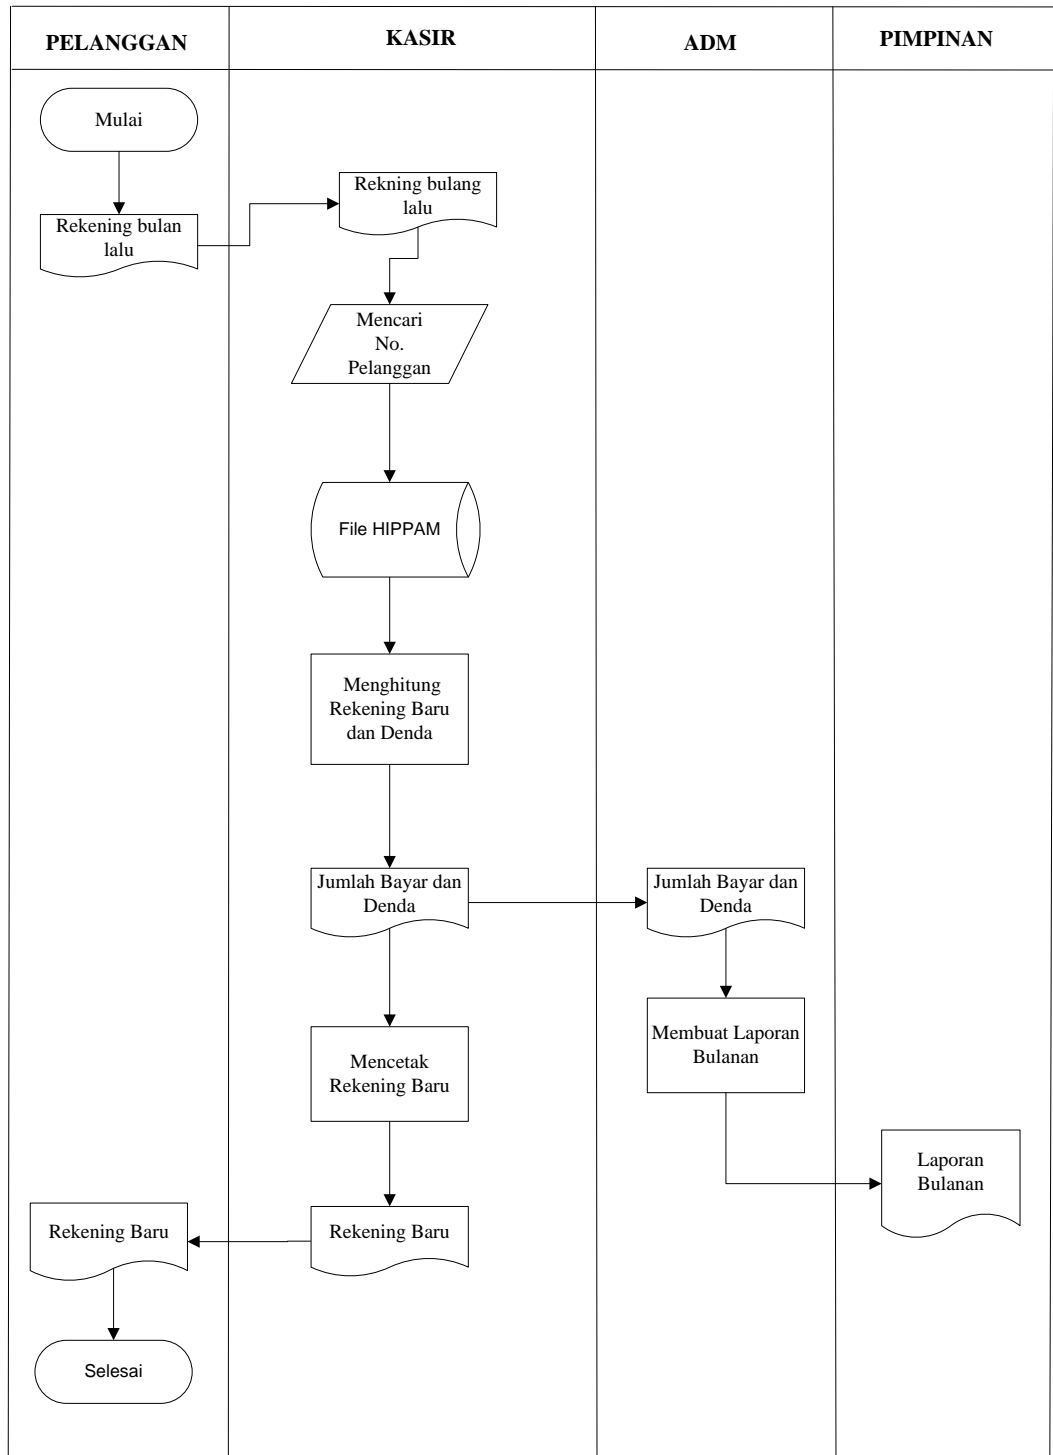 PELANGGAN
KASIR
ADM
PIMPINAN
Mulai
Rekening bulan
lalu
Rekning bulang
lalu
Mencari
No.
Pelanggan
File HIPPAM
Menghitung
Rekening Baru
dan Denda
Jumlah Bayar dan
Denda
Jumlah Bayar dan
Denda
Mencetak
Rekening Baru
Membuat Laporan
Bulanan
Laporan
Bulanan
Rekening Baru
Rekening Baru
Selesai